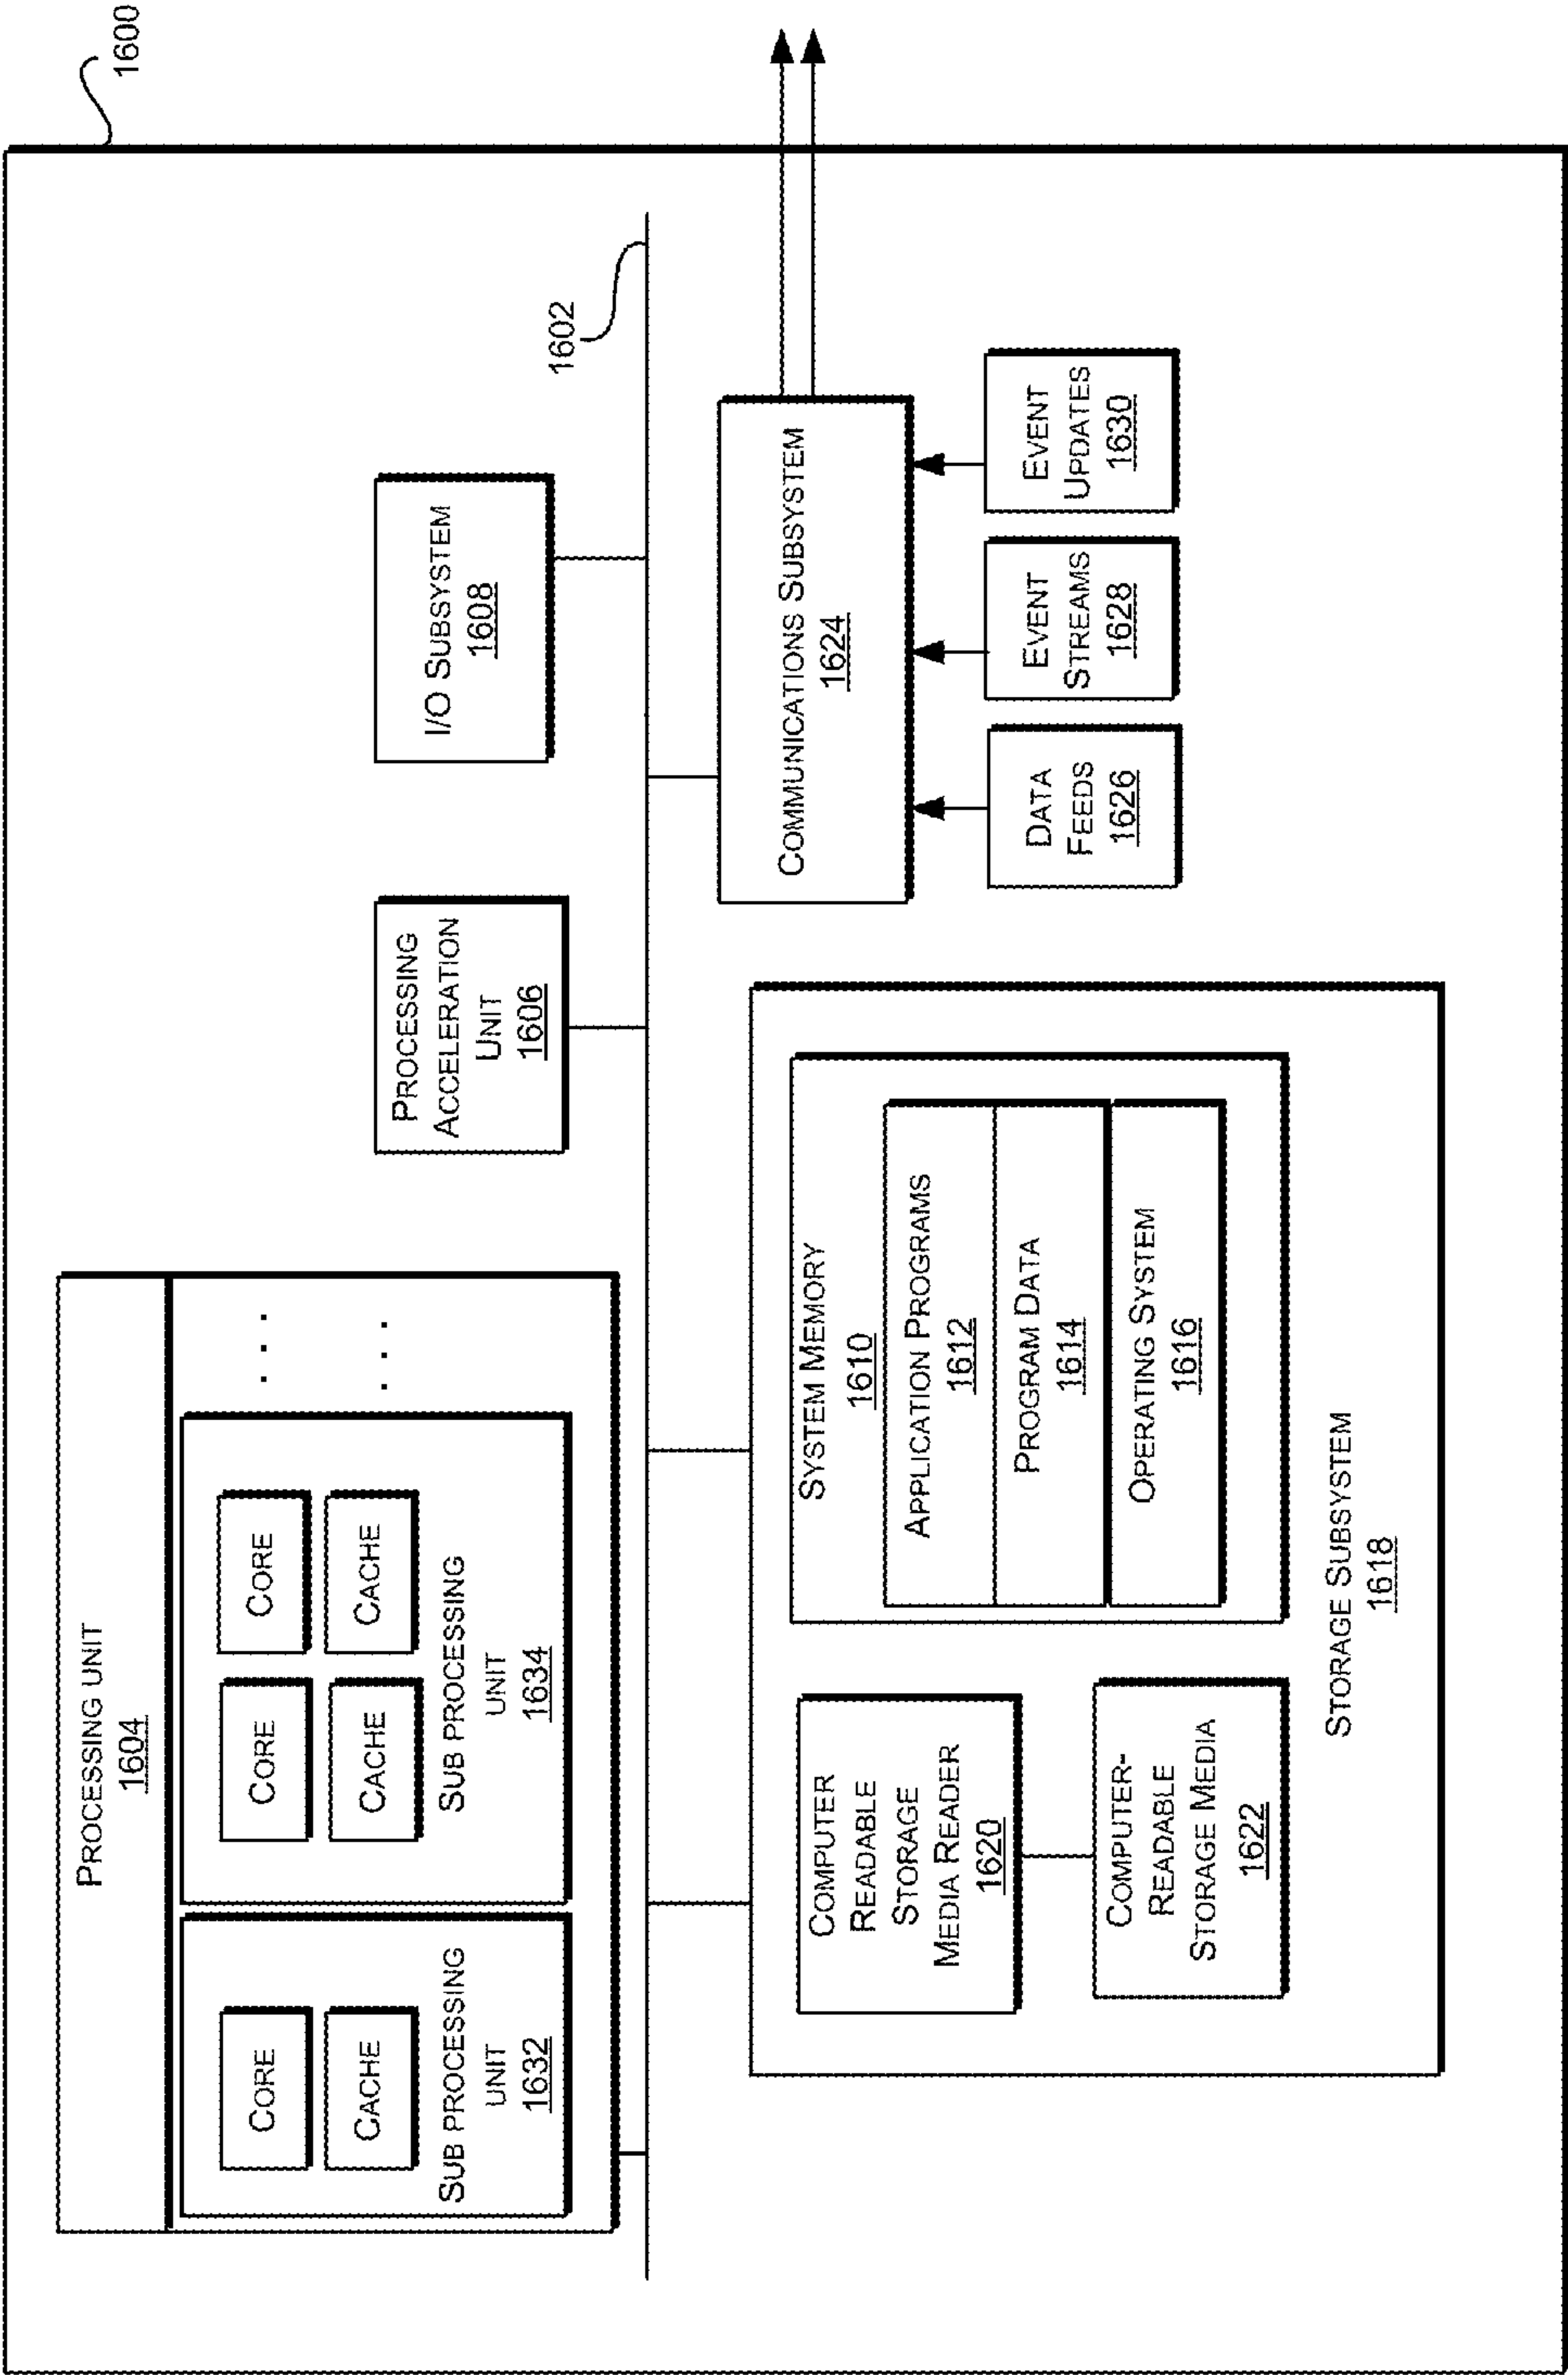 1600
PROCESSING UNIT
1604
CORE
CACHE
SUB PROCESSING
UNIT
1632
CORE
CORE
CACHE
CACHE
SUB PROCESSING
UNIT
1634
. . .
. . .
PROCESSING
ACCELERATION
UNIT
1606
I/O SUBSYSTEM
1608
1602
COMPUTER
READABLE
STORAGE
MEDIA READER
1620
COMPUTER-
READABLE
STORAGE MEDIA
1622
SYSTEM MEMORY
1610
APPLICATION PROGRAMS
1612
PROGRAM DATA
1614
OPERATING SYSTEM
1616
STORAGE SUBSYSTEM
1618
COMMUNICATIONS SUBSYSTEM
1624
DATA
FEEDS
1626
EVENT
STREAMS
1628
EVENT
UPDATES
1630